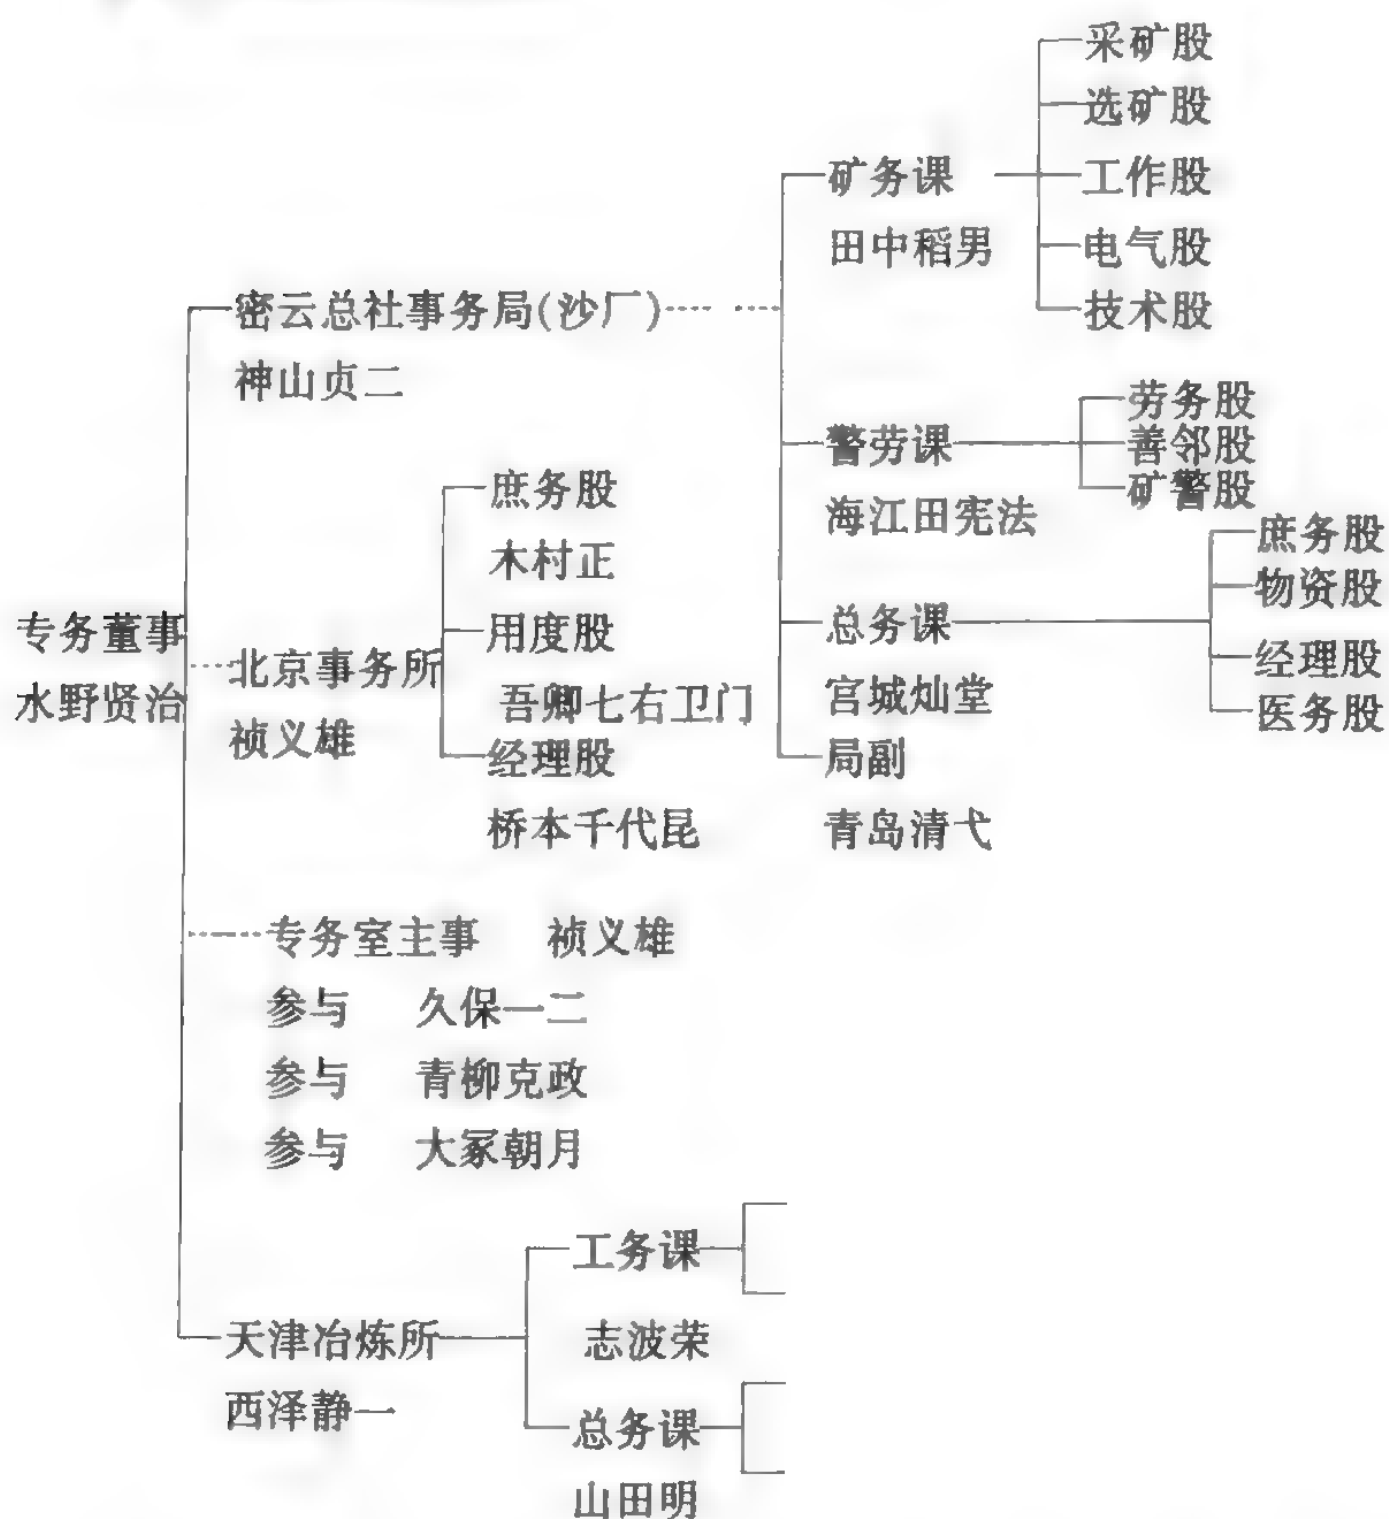 专务董事
水野贤治
密云总社事务局(沙厂)
神山贞二
矿务课
田中稻男
采矿股
选矿股
工作股
电气股
技术股
警劳课
海江田宪法
劳务股
善邻股
矿警股
总务课
宫城灿堂
庶务股
物资股
经理股
医务股
局副
青岛清弋
北京事务所
祯义雄
庶务股
木村正
用度股
吾卿七右卫门
经理股
桥本千代昆
专务室主事 祯义雄
参与 久保一二
参与 青柳克政
参与 大冢朝月
天津冶炼所
西泽静一
工务课
志波荣
总务课
山田明